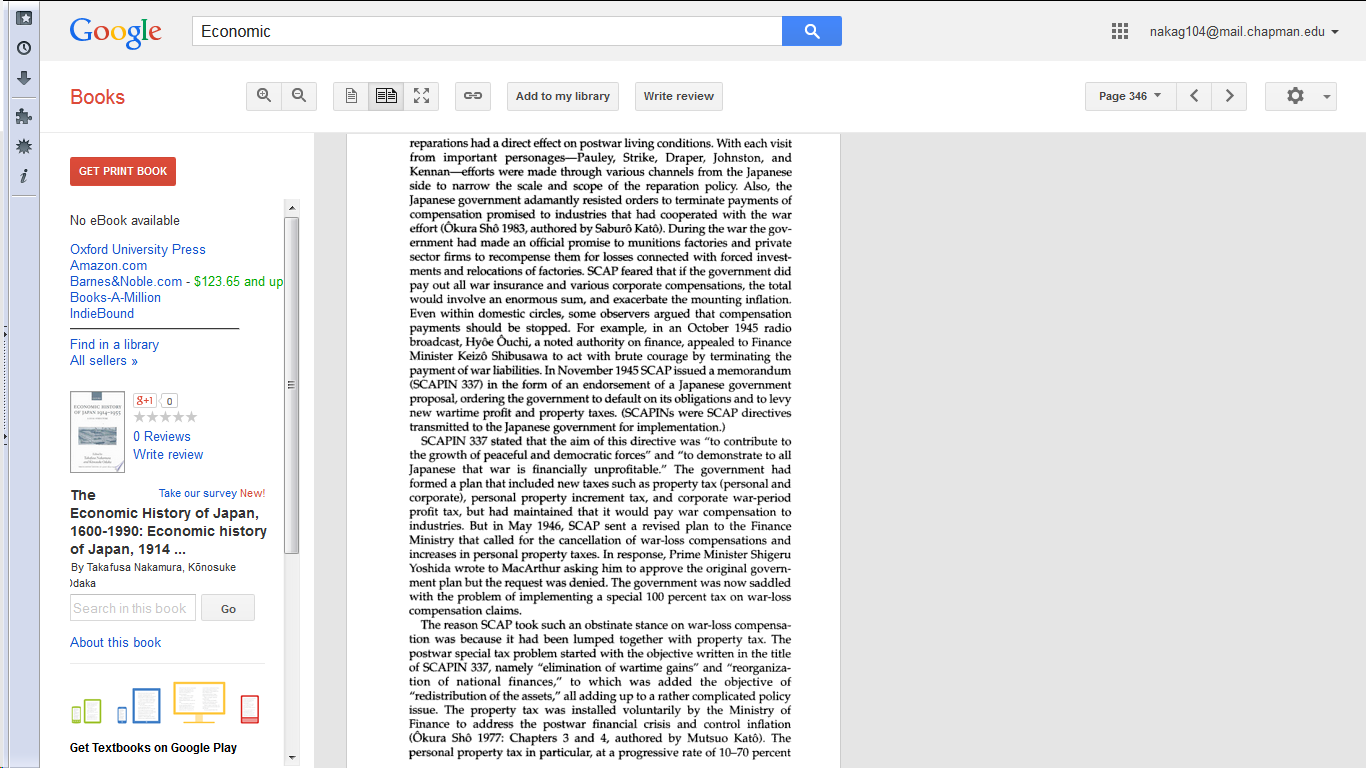 Google
Economic
nakag104@mail.chapman.edu
Books
Add to my library
Write review
Page 346
GET PRINT BOOK
No eBook available
Oxford University Press
Amazon.com
Barnes&Noble.com - $123.65 and up
Books-A-Million
IndieBound
Find in a library
All sellers »
ECONOMIC HISTORY
OF JAPAN 1914-1955
g+1 0
0 Reviews
Write review
The
Take our survey New!
Economic History of Japan,
1600-1990: Economic history
of Japan, 1914 ...
By Takafusa Nakamura, Kōnosuke
Odaka
Search in this book
Go
About this book
Get Textbooks on Google Play
reparations had a direct effect on postwar living conditions. With each visit
from important personages—Pauley, Strike, Draper, Johnston, and
Kennan—efforts were made through various channels from the Japanese
side to narrow the scale and scope of the reparation policy. Also, the
Japanese government adamantly resisted orders to terminate payments of
compensation promised to industries that had cooperated with the war
effort (Ôkura Shô 1983, authored by Saburô Katô). During the war the gov-
ernment had made an official promise to munitions factories and private
sector firms to recompense them for losses connected with forced invest-
ments and relocations of factories. SCAP feared that if the government did
pay out all war insurance and various corporate compensations, the total
would involve an enormous sum, and exacerbate the mounting inflation.
Even within domestic circles, some observers argued that compensation
payments should be stopped. For example, in an October 1945 radio
broadcast, Hyôe Ôuchi, a noted authority on finance, appealed to Finance
Minister Keizô Shibusawa to act with brute courage by terminating the
payment of war liabilities. In November 1945 SCAP issued a memorandum
(SCAPIN 337) in the form of an endorsement of a Japanese government
proposal, ordering the government to default on its obligations and to levy
new wartime profit and property taxes. (SCAPINs were SCAP directives
transmitted to the Japanese government for implementation.)
SCAPIN 337 stated that the aim of this directive was “to contribute to
the growth of peaceful and democratic forces” and “to demonstrate to all
Japanese that war is financially unprofitable.” The government had
formed a plan that included new taxes such as property tax (personal and
corporate), personal property increment tax, and corporate war-period
profit tax, but had maintained that it would pay war compensation to
industries. But in May 1946, SCAP sent a revised plan to the Finance
Ministry that called for the cancellation of war-loss compensations and
increases in personal property taxes. In response, Prime Minister Shigeru
Yoshida wrote to MacArthur asking him to approve the original govern-
ment plan but the request was denied. The government was now saddled
with the problem of implementing a special 100 percent tax on war-loss
compensation claims.
The reason SCAP took such an obstinate stance on war-loss compensa-
tion was because it had been lumped together with property tax. The
postwar special tax problem started with the objective written in the title
of SCAPIN 337, namely “elimination of wartime gains” and “reorganiza-
tion of national finances,” to which was added the objective of
“redistribution of the assets,” all adding up to a rather complicated policy
issue. The property tax was installed voluntarily by the Ministry of
Finance to address the postwar financial crisis and control inflation
(Ôkura Shô 1977: Chapters 3 and 4, authored by Mutsuo Katô). The
personal property tax in particular, at a progressive rate of 10–70 percent